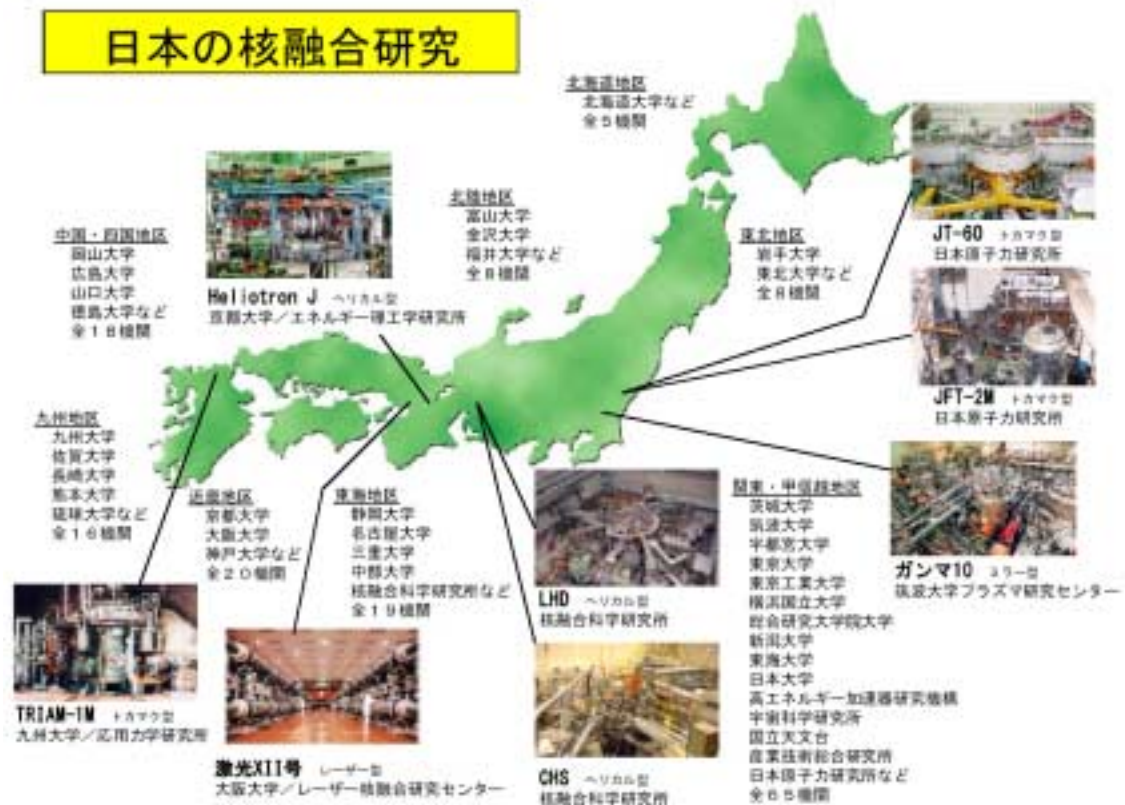 日本の核融合研究
北海道地区
北海道大学など
全５機関
JT-60 トカマク型
日本原子力研究所
北陸地区
富山大学
金沢大学
福井大学など
全８機関
東北地区
岩手大学
東北大学など
全８機関
中国・四国地区
岡山大学
広島大学
山口大学
徳島大学など
全１８機関
Heliotron J ヘリカル型
京都大学／エネルギー理工学研究所
JFT-2M トカマク型
日本原子力研究所
九州地区
九州大学
佐賀大学
長崎大学
熊本大学
琉球大学など
全１６機関
近畿地区
京都大学
大阪大学
神戸大学など
全２０機関
東海地区
静岡大学
名古屋大学
三重大学
中部大学
核融合科学研究所など
全１９機関
関東・甲信越地区
茨城大学
筑波大学
宇都宮大学
東京大学
東京工業大学
横浜国立大学
総合研究大学院大学
新潟大学
東海大学
日本大学
高エネルギー加速器研究機構
宇宙科学研究所
国立天文台
産業技術総合研究所
日本原子力研究所など
全６５機関
ガンマ10 ミラー型
筑波大学プラズマ研究センター
LHD ヘリカル型
核融合科学研究所
TRIAM-1M トカマク型
九州大学／応用力学研究所
激光XII号 レーザー型
大阪大学／レーザー核融合研究センター
CHS ヘリカル型
核融合科学研究所